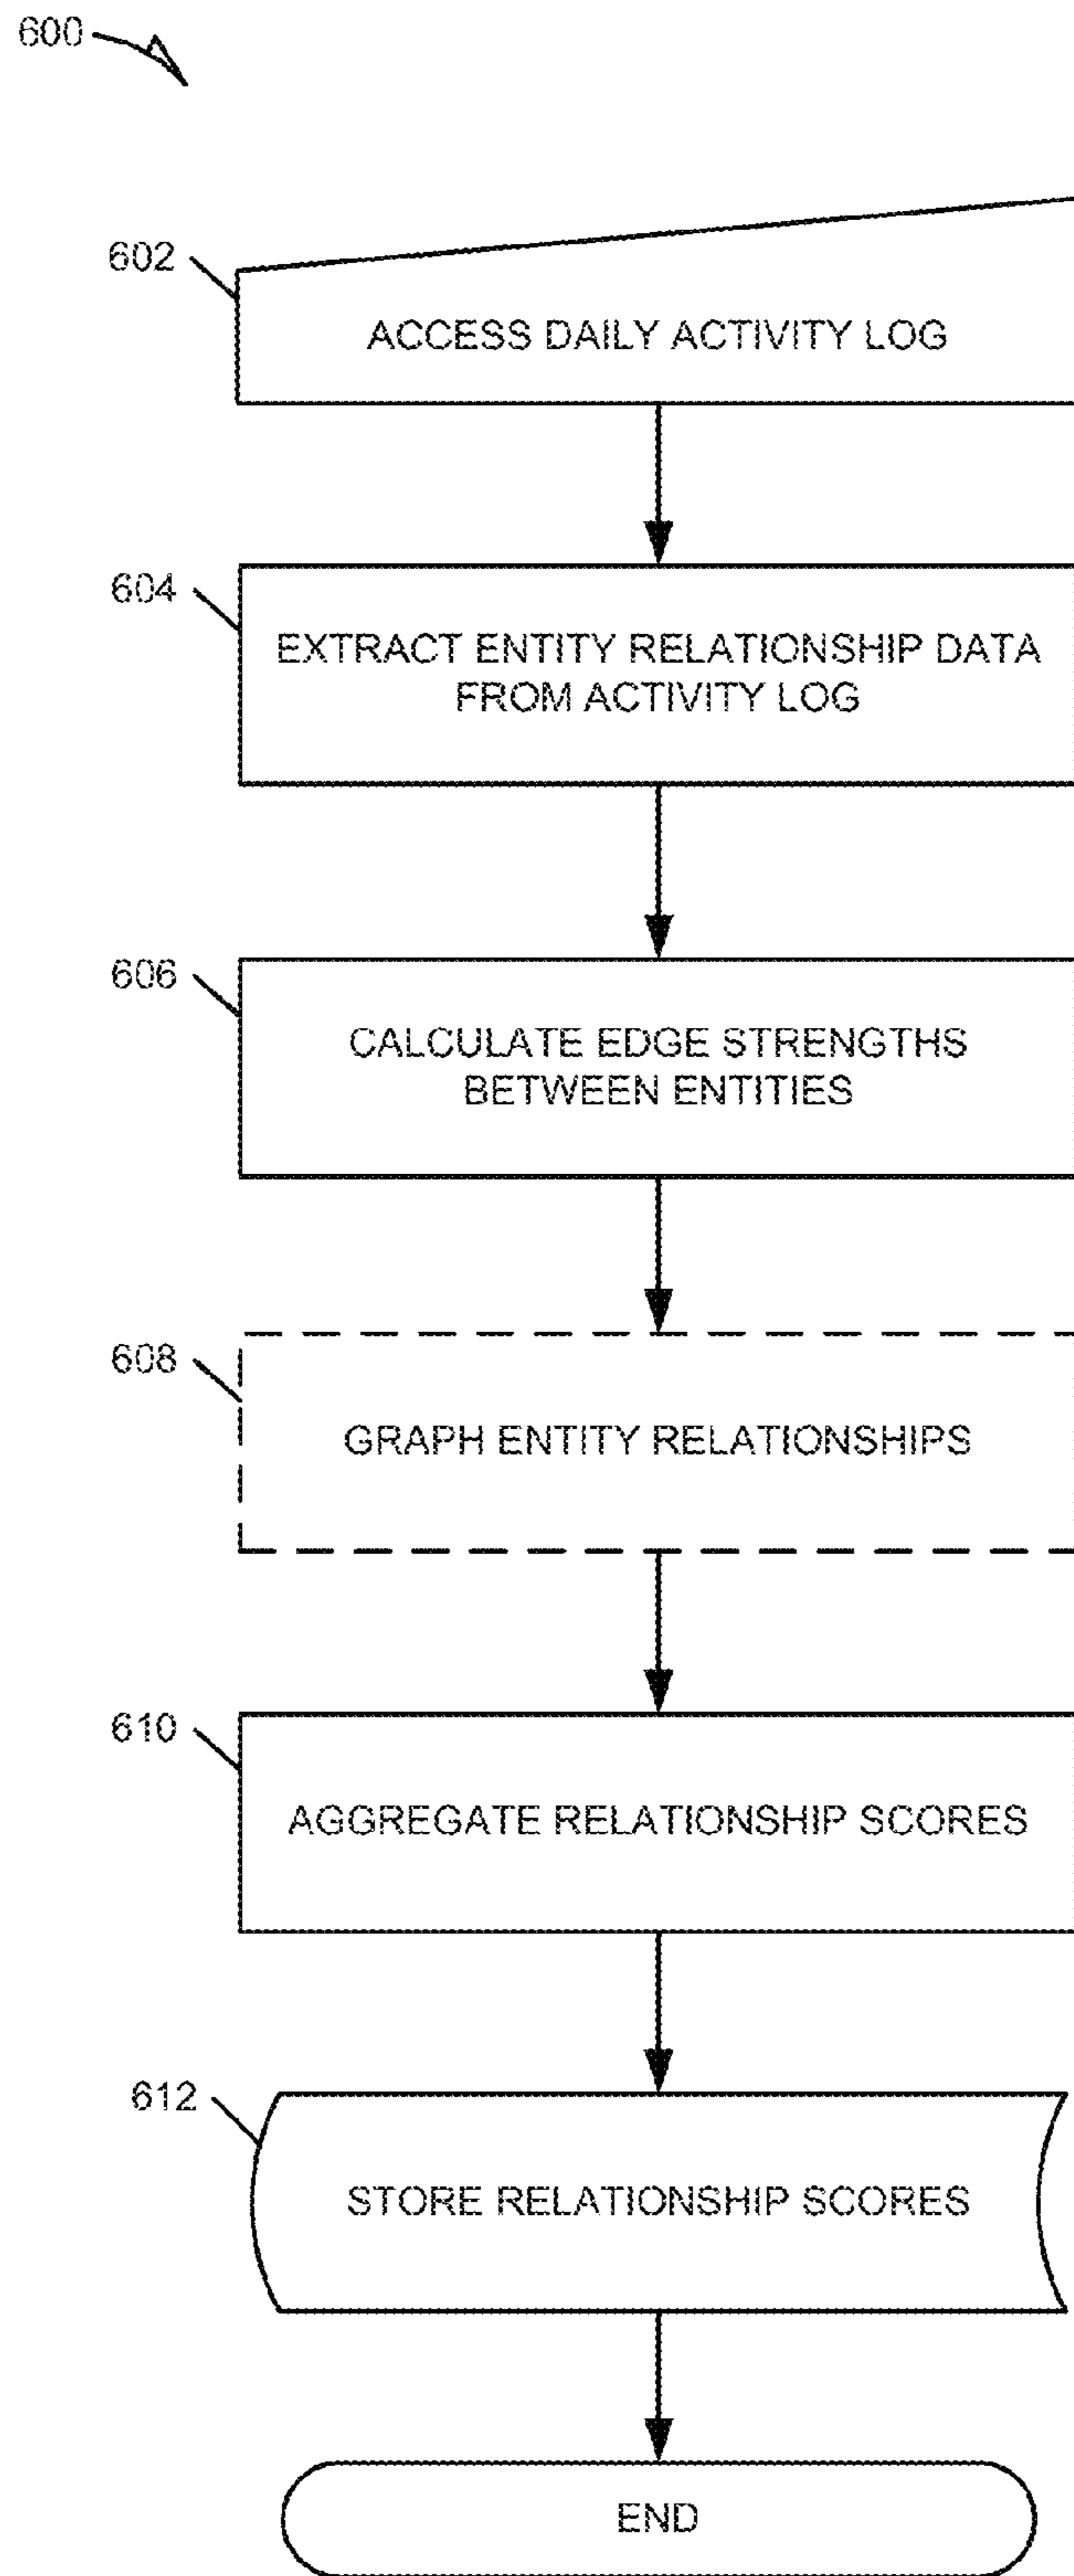 600
602
ACCESS DAILY ACTIVITY LOG
604
EXTRACT ENTITY RELATIONSHIP DATA
FROM ACTIVITY LOG
606
CALCULATE EDGE STRENGTHS
BETWEEN ENTITIES
608
GRAPH ENTITY RELATIONSHIPS
610
AGGREGATE RELATIONSHIP SCORES
612
STORE RELATIONSHIP SCORES
END